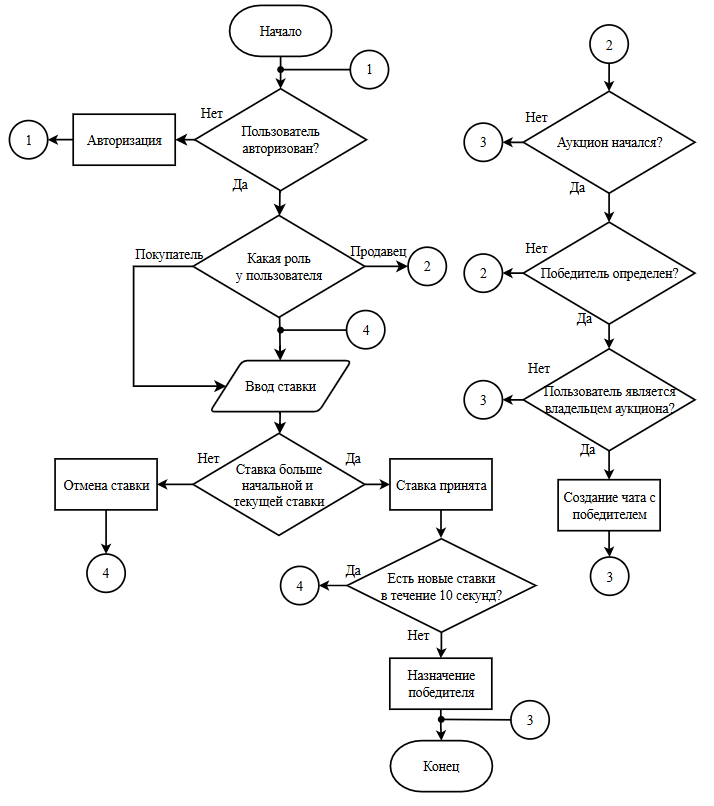 Начало
1
Нет
Пользователь
авторизован?
Авторизация
1
Да
Покупатель
Какая роль
у пользователя
Продавец
2
4
Ввод ставки
Нет
Ставка больше
начальной и
текущей ставки
Да
Отмена ставки
4
Ставка принята
Да
4
Есть новые ставки
в течение 10 секунд?
Нет
Назначение
победителя
3
Конец
2
Нет
3
Аукцион начался?
Да
Нет
2
Победитель определен?
Да
Нет
3
Пользователь является
владельцем аукциона?
Да
Создание чата с
победителем
3